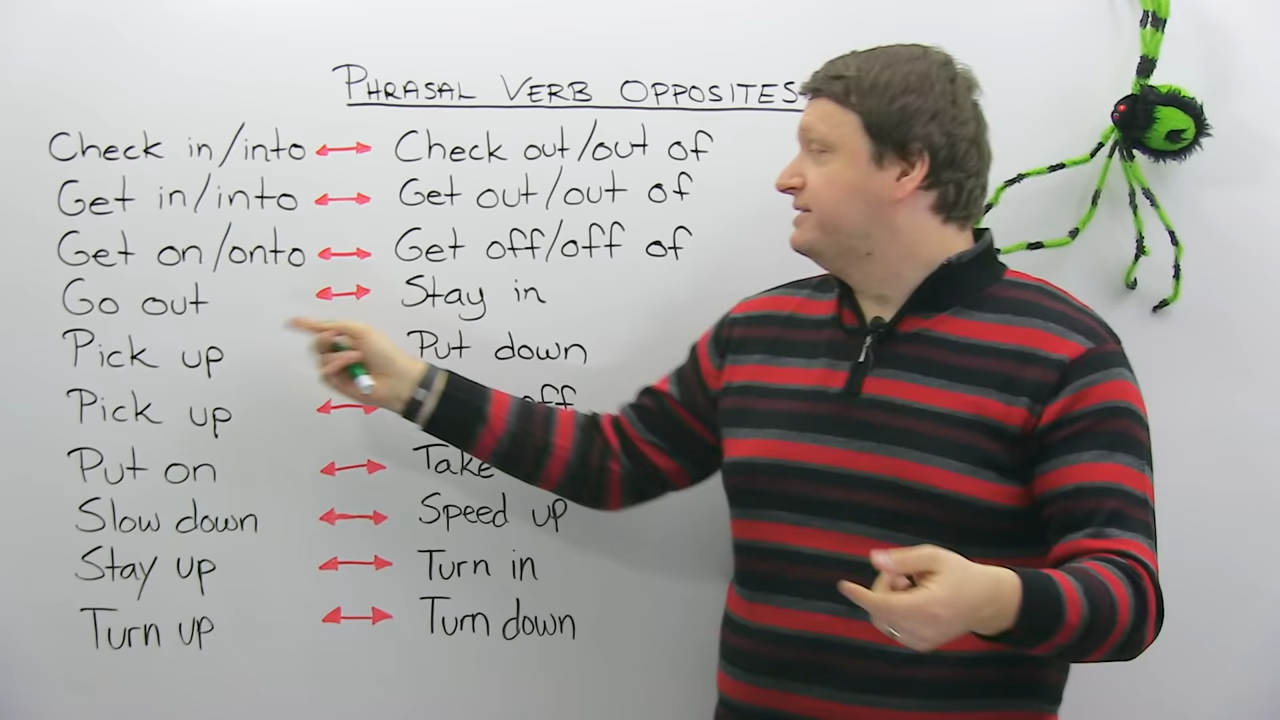 PHRASAL VERB OPPOSITES
Check in/into ↔ Check out/out of
Get in/into ↔ Get out/out of
Get on/onto ↔ Get off/off of
Go out ↔ Stay in
Pick up Put down
Pick up ↔ off
Put on ↔ Take
Slow down ↔ Speed up
Stay up ↔ Turn in
Turn up ↔ Turn down